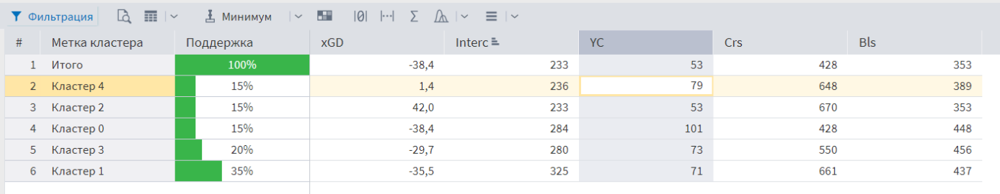 Фильтрация Минимум
# Метка кластера Поддержка xGD Interc YC Crs Bls
1 Итого 100% -38,4 233 53 428 353
2 Кластер 4 15% 1,4 236 79 648 389
3 Кластер 2 15% 42,0 233 53 670 353
4 Кластер 0 15% -38,4 284 101 428 448
5 Кластер 3 20% -29,7 280 73 550 456
6 Кластер 1 35% -35,5 325 71 661 437